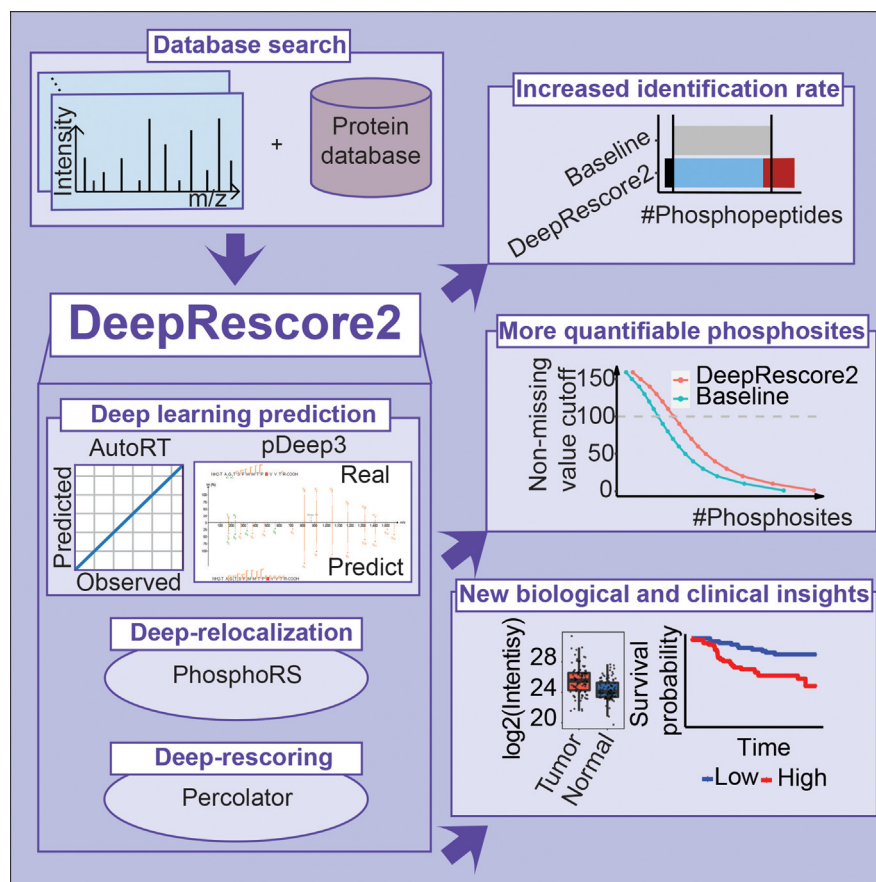 Database search
Intensity
m/z
+
Protein
database
DeepRescore2
Deep learning prediction
AutoRT
Predicted
Observed
pDeep3
Real
Predict
Deep-relocalization
PhosphoRS
Deep-rescoring
Percolator
Increased identification rate
Baseline
DeepRescore2
#Phosphopeptides
More quantifiable phosphosites
Non-missing
value cutoff
150
100
50
0
DeepRescore2
Baseline
#Phosphosites
New biological and clinical insights
log2(Intentisy)
28
24
20
Tumor
Normal
Survival
probability
Time
Low
High